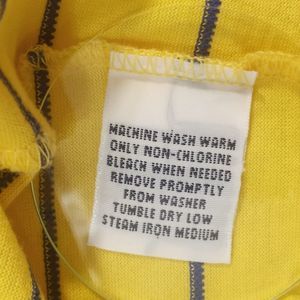 MACHINE WASH WARM
ONLY NON-CHLORINE
BLEACH WHEN NEEDED
REMOVE PROMPTLY
FROM WASHER
TUMBLE DRY LOW
STEAM IRON MEDIUM